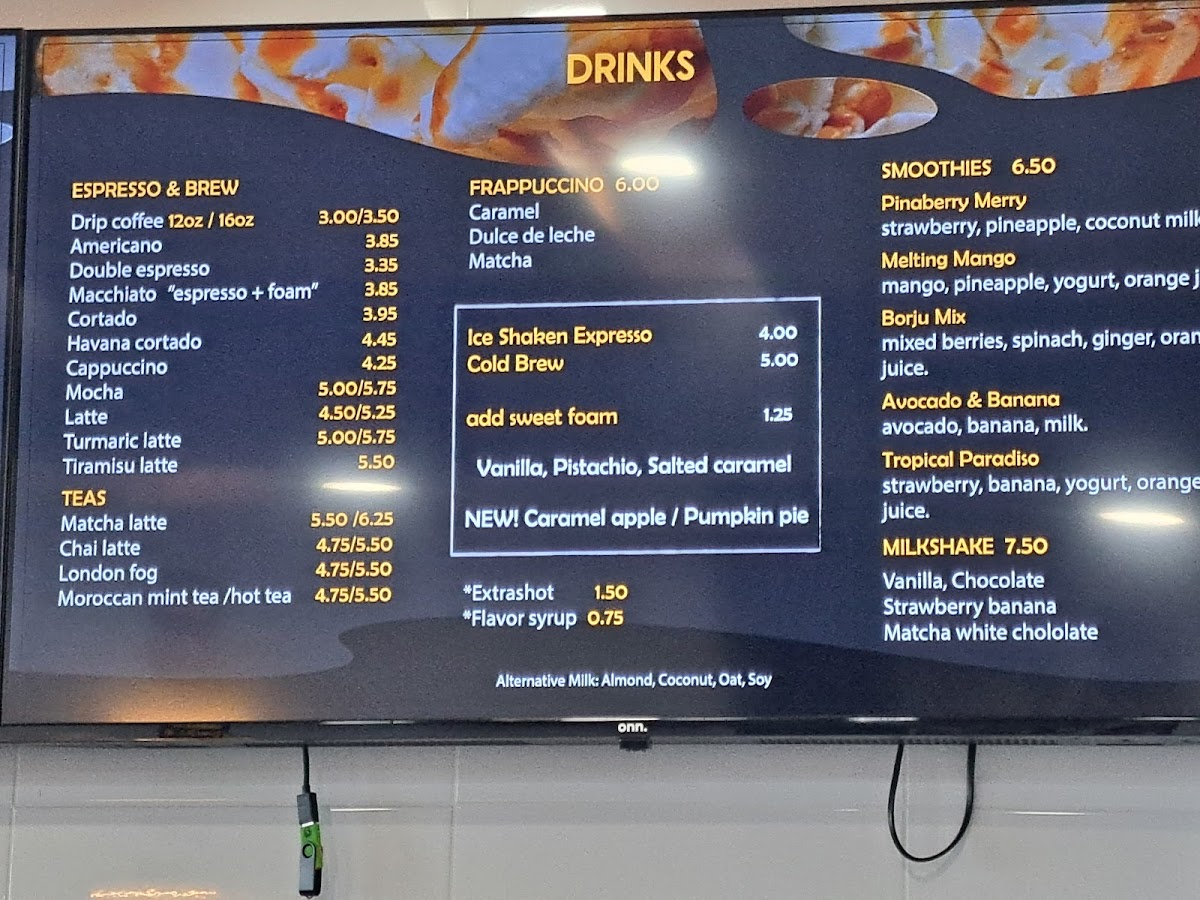 DRINKS
ESPRESSO & BREW
Drip coffee 12oz / 16oz 3.00/3.50
Americano 3.85
Double espresso 3.35
Macchiato "espresso + foam" 3.85
Cortado 3.95
Havana cortado 4.45
Cappuccino 4.25
Mocha 5.00/5.75
Latte 4.50/5.25
Turmaric latte 5.00/5.75
Tiramisu latte 5.50
TEAS
Matcha latte 5.50 /6.25
Chai latte 4.75/5.50
London fog 4.75/5.50
Moroccan mint tea /hot tea 4.75/5.50
FRAPPUCCINO 6.00
Caramel
Dulce de leche
Matcha
Ice Shaken Expresso 4.00
Cold Brew 5.00
add sweet foam 1.25
Vanilla, Pistachio, Salted caramel
NEW! Caramel apple / Pumpkin pie
*Extrashot 1.50
*Flavor syrup 0.75
Alternative Milk: Almond, Coconut, Oat, Soy
SMOOTHIES 6.50
Pinaberry Merry
strawberry, pineapple, coconut milk
Melting Mango
mango, pineapple, yogurt, orange j
Borju Mix
mixed berries, spinach, ginger, oran
juice.
Avocado & Banana
avocado, banana, milk.
Tropical Paradiso
strawberry, banana, yogurt, orange
juice.
MILKSHAKE 7.50
Vanilla, Chocolate
Strawberry banana
Matcha white chololate
onn.